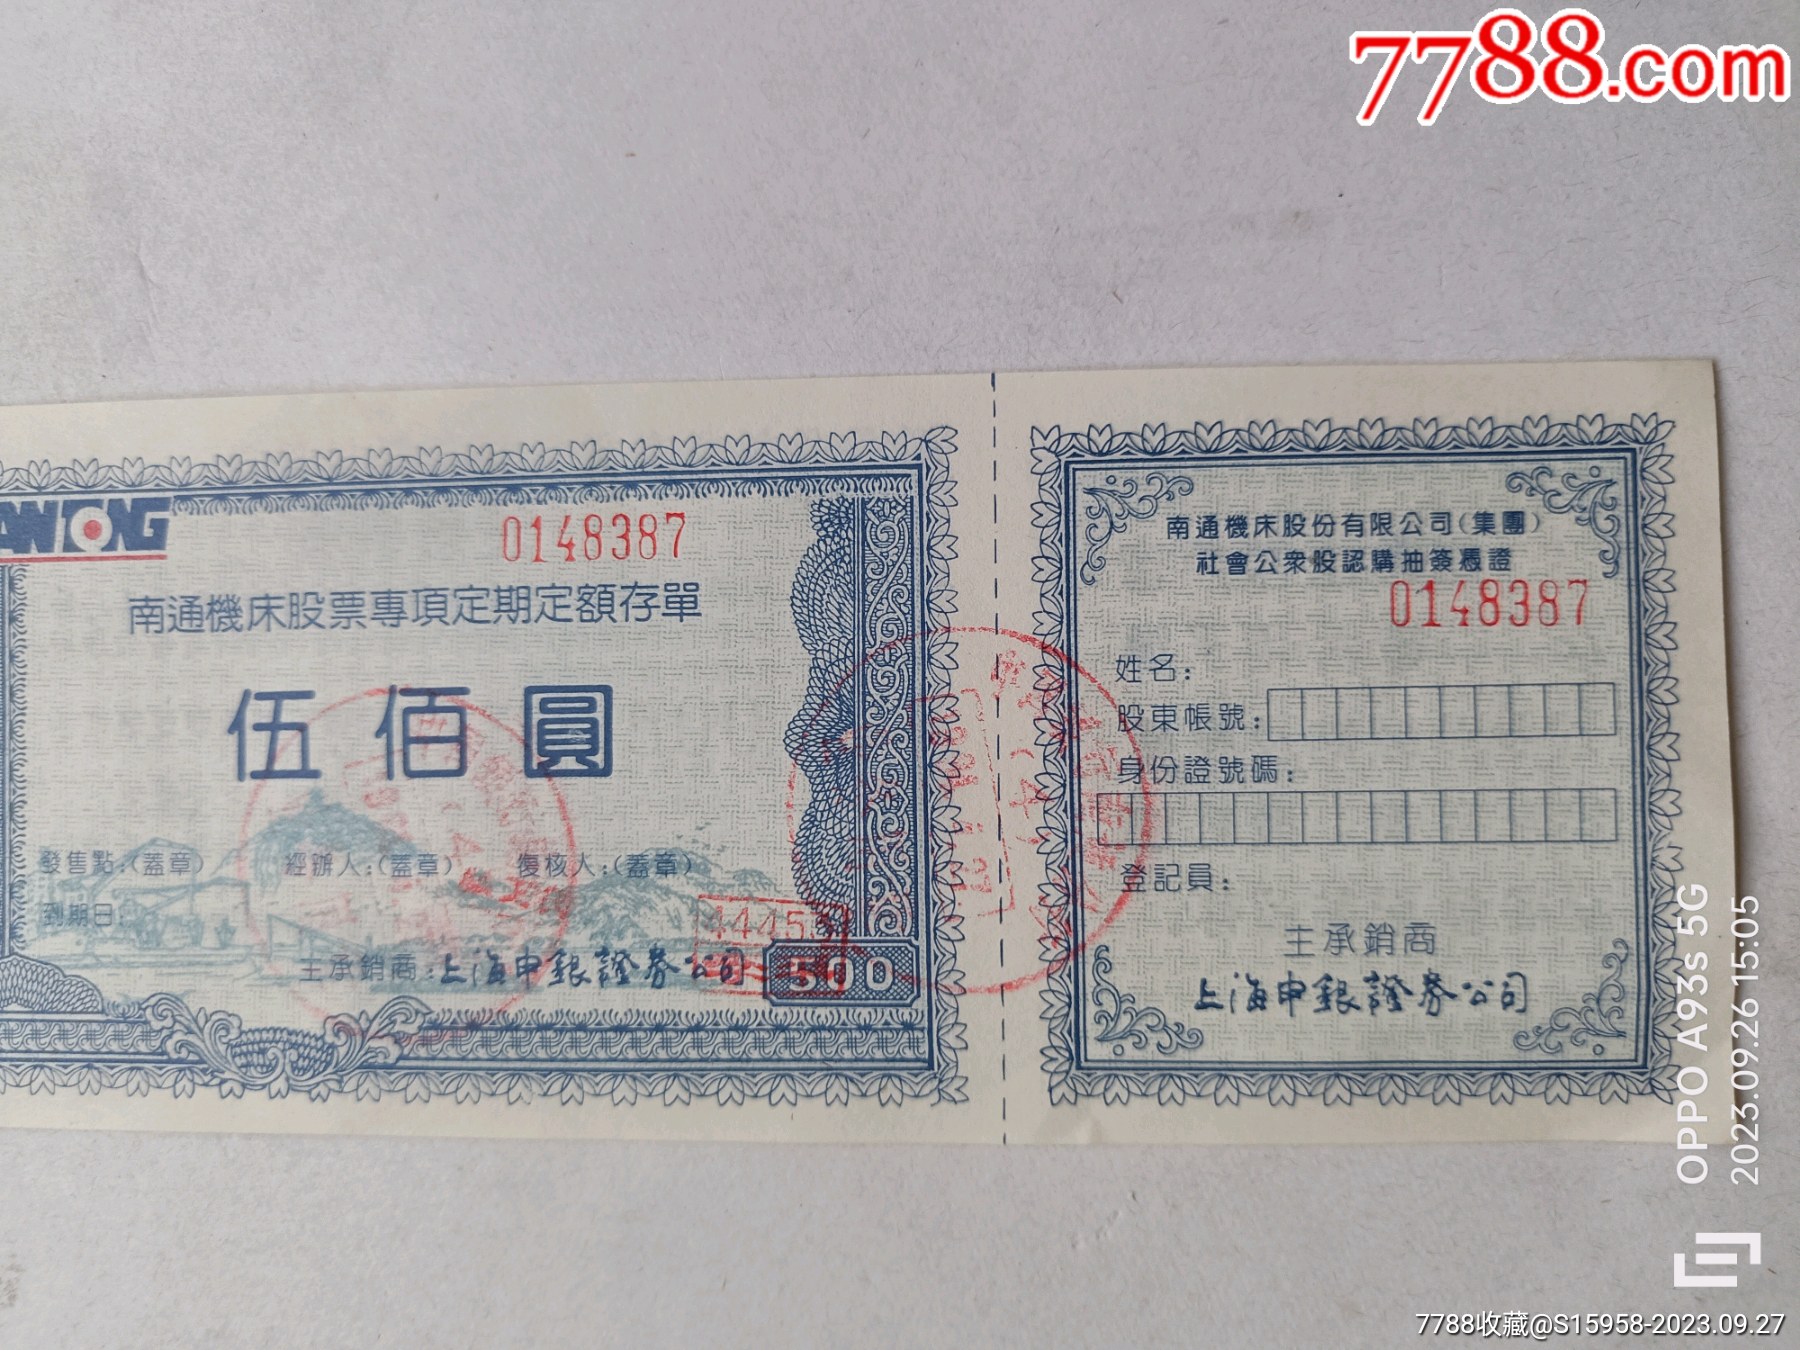 7788.com
ANTONG
0148387
南通機床股票專項定期定額存單
伍佰圓
發售點:(蓋章) 經辦人:(蓋章) 復核人:(蓋章)
到期日:
主承銷商:上海申銀證券公司
500
南通機床股份有限公司(集團)
社會公衆股認購抽簽憑證
0148387
姓名:
股東帳號:
身份證號碼:
登記員:
主承銷商
上海申銀證券公司
OPPO A93s 5G
2023.09.26 15:05
7788收藏@S15958-2023.09.27